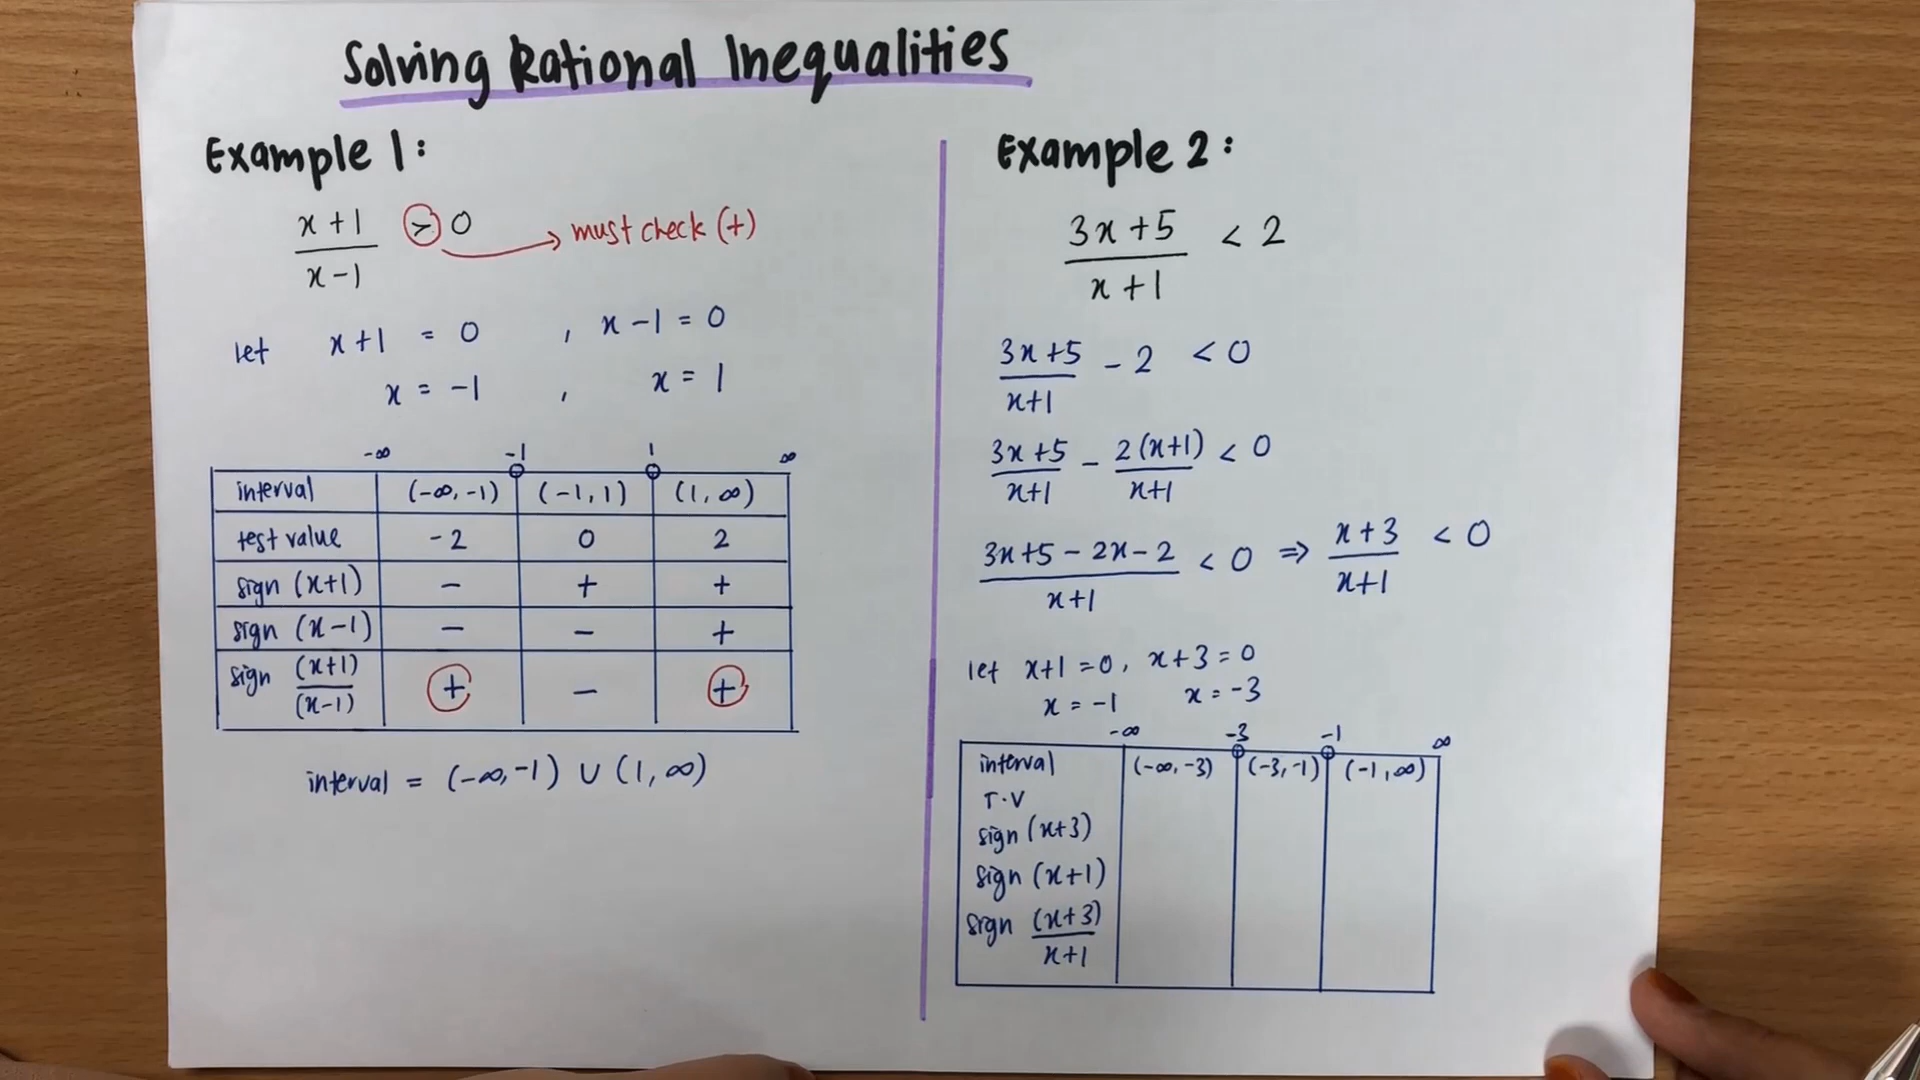 Solving Rational Inequalities
Example 1:
x+1 / x-1 > 0 → must check (+)
let x+1 = 0 , x-1 = 0
x = -1 , x = 1
-∞ -1 1 ∞
interval (-∞,-1) (-1,1) (1,∞)
test value -2 0 2
sign (x+1) - + +
sign (x-1) - - +
sign (x+1)/(x-1) + - +
interval = (-∞,-1) ∪ (1,∞)
Example 2:
3x+5 / x+1 < 2
3x+5 / x+1 - 2 < 0
3x+5 / x+1 - 2(x+1) / x+1 < 0
3x+5-2x-2 / x+1 < 0 ⇒ x+3 / x+1 < 0
let x+1=0, x+3=0
x = -1 x = -3
-∞ -3 -1 ∞
interval (-∞,-3) (-3,-1) (-1,∞)
T.V
sign (x+3)
sign (x+1)
sign (x+3) / x+1